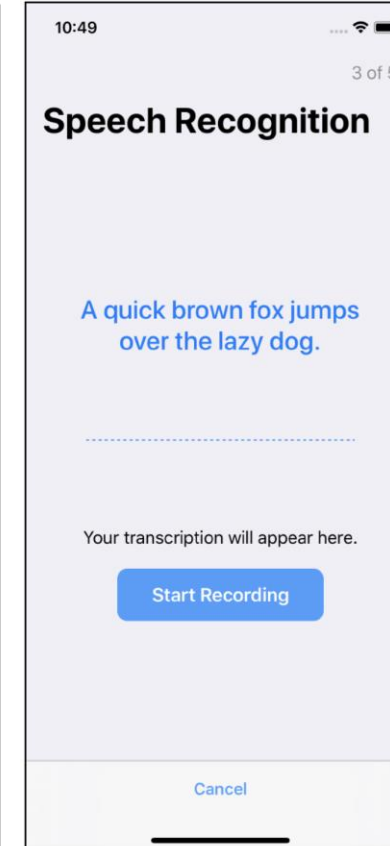 10:49
3 of 5
Speech Recognition
A quick brown fox jumps
over the lazy dog.
Your transcription will appear here.
Start Recording
Cancel